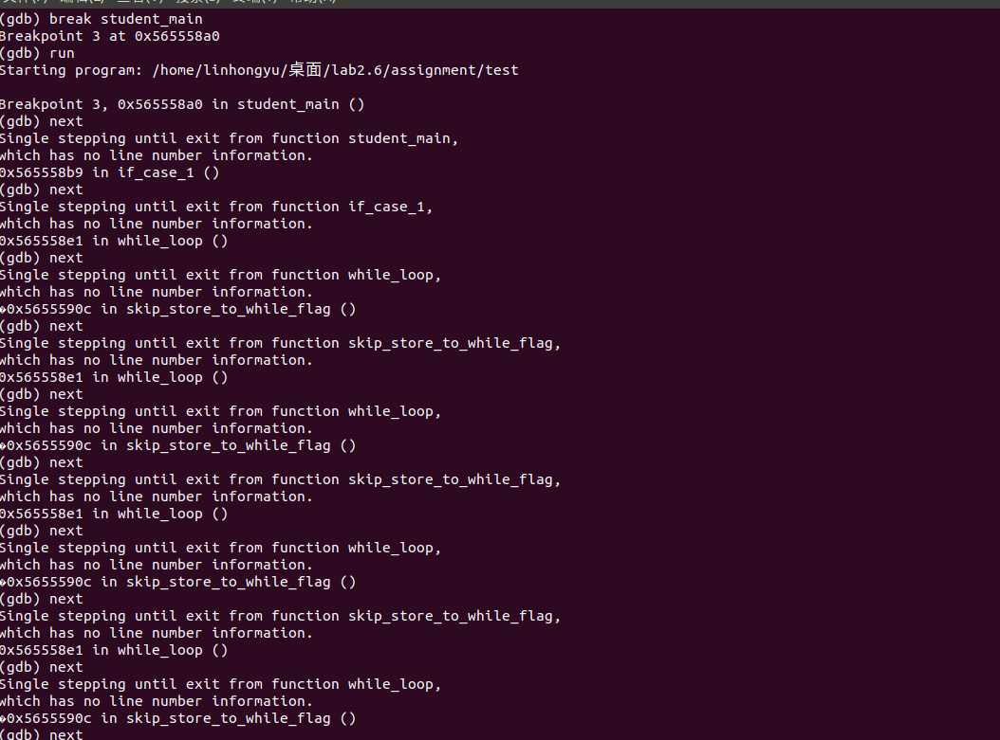 (gdb) break student_main
Breakpoint 3 at 0x565558a0
(gdb) run
Starting program: /home/linhongyu/桌面/lab2.6/assignment/test
Breakpoint 3, 0x565558a0 in student_main ()
(gdb) next
Single stepping until exit from function student_main,
which has no line number information.
0x565558b9 in if_case_1 ()
(gdb) next
Single stepping until exit from function if_case_1,
which has no line number information.
0x565558e1 in while_loop ()
(gdb) next
Single stepping until exit from function while_loop,
which has no line number information.
�0x5655590c in skip_store_to_while_flag ()
(gdb) next
Single stepping until exit from function skip_store_to_while_flag,
which has no line number information.
0x565558e1 in while_loop ()
(gdb) next
Single stepping until exit from function while_loop,
which has no line number information.
�0x5655590c in skip_store_to_while_flag ()
(gdb) next
Single stepping until exit from function skip_store_to_while_flag,
which has no line number information.
0x565558e1 in while_loop ()
(gdb) next
Single stepping until exit from function while_loop,
which has no line number information.
�0x5655590c in skip_store_to_while_flag ()
(gdb) next
Single stepping until exit from function skip_store_to_while_flag,
which has no line number information.
0x565558e1 in while_loop ()
(gdb) next
Single stepping until exit from function while_loop,
which has no line number information.
�0x5655590c in skip_store_to_while_flag ()
(gdb) next